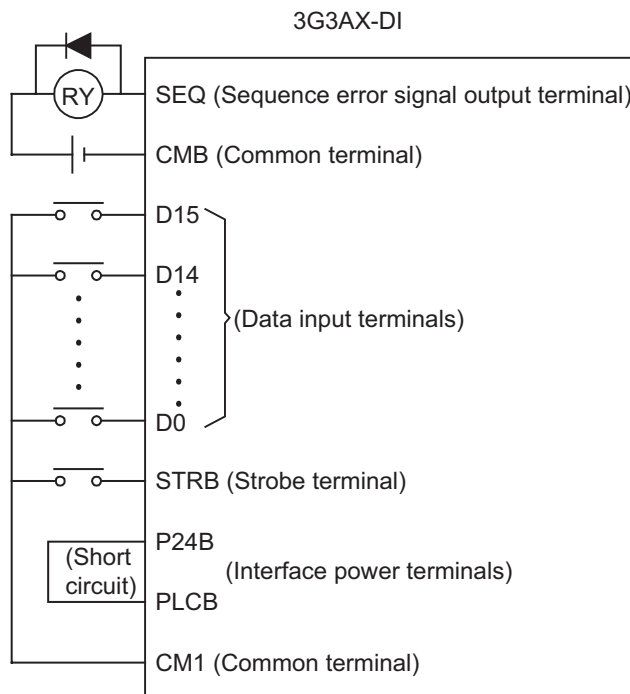 3G3AX-DI
RY
SEQ (Sequence error signal output terminal)
CMB (Common terminal)
D15
D14
(Data input terminals)
D0
STRB (Strobe terminal)
P24B
(Short circuit)
(Interface power terminals)
PLCB
CM1 (Common terminal)